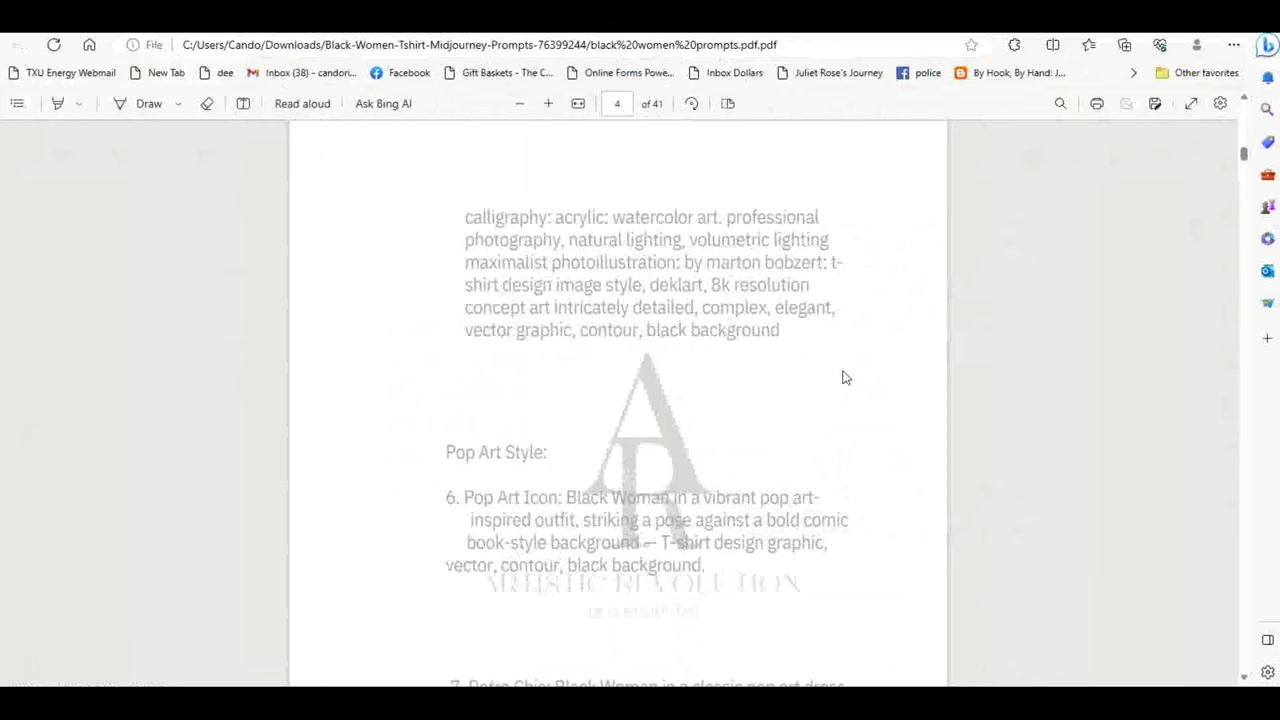 File C:/Users/Cando/Downloads/Black-Women-Tshirt-Midjourney-Prompts-76399244/black%20women%20prompts.pdf.pdf
TXU Energy Webmail New Tab dee Inbox (38) - candori... Facebook Gift Baskets - The C... Online Forms Powe... Inbox Dollars Juliet Rose's Journey police By Hook, By Hand: J... Other favorites
Draw Read aloud Ask Bing AI 4 of 41
calligraphy: acrylic: watercolor art. professional
photography, natural lighting, volumetric lighting
maximalist photoillustration: by marton bobzert: t-
shirt design image style, deklart, 8k resolution
concept art intricately detailed, complex, elegant,
vector graphic, contour, black background
AR
Pop Art Style:
6. Pop Art Icon: Black Woman in a vibrant pop art-
inspired outfit, striking a pose against a bold comic
book-style background -- T-shirt design graphic,
vector, contour, black background.
ARTISTIC REVOLUTION
7. Retro Chic: Black Woman in a classic pop art dress